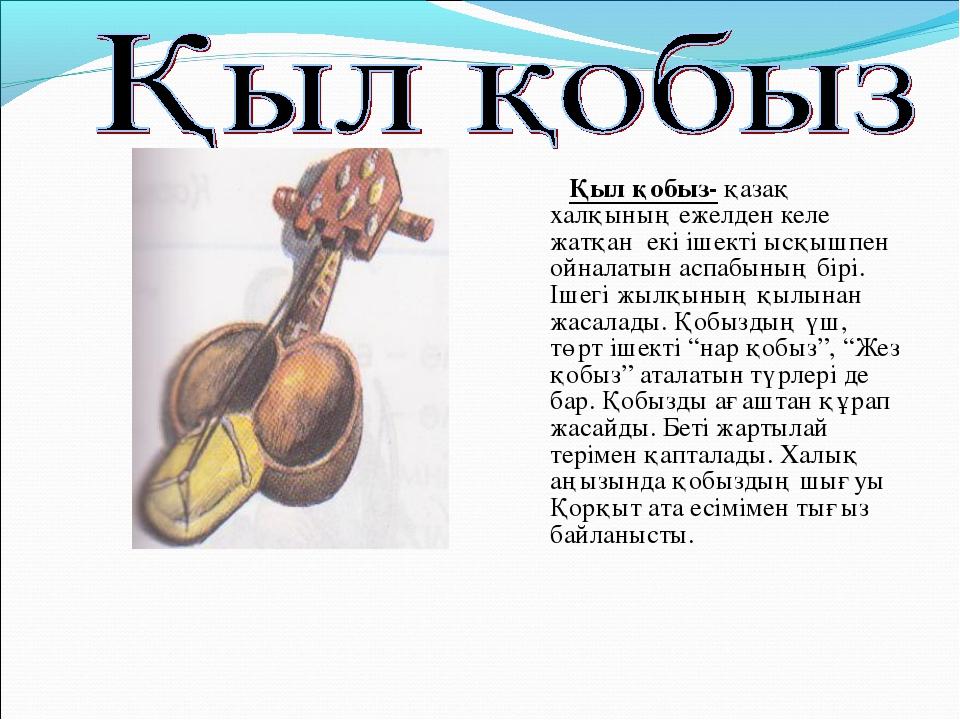 Қыл қобыз
Қыл қобыз- қазақ
халқының ежелден келе
жатқан екі ішекті ысқышпен
ойналатын аспабының бірі.
Ішегі жылқының қылынан
жасалады. Қобыздың үш,
төрт ішекті “нар қобыз”, “Жез
қобыз” аталатын түрлері де
бар. Қобызды ағаштан құрап
жасайды. Беті жартылай
терімен қапталады. Халық
аңызында қобыздың шығуы
Қорқыт ата есімімен тығыз
байланысты.